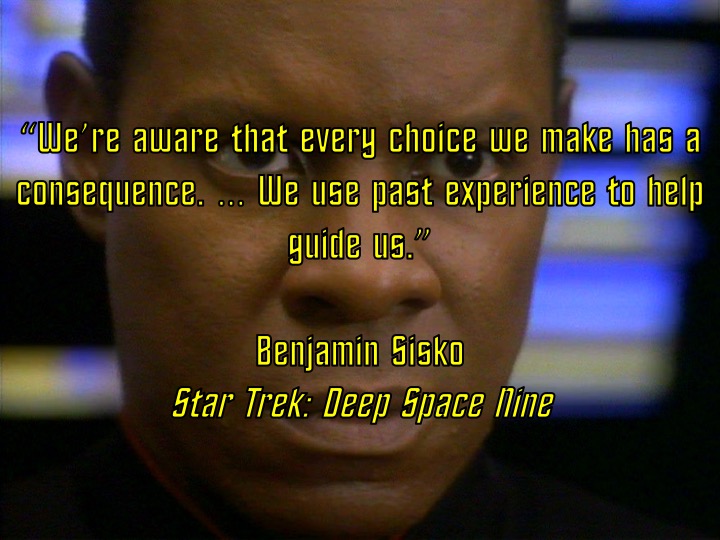 “We’re aware that every choice we make has a
consequence. ... We use past experience to help
guide us.”
Benjamin Sisko
Star Trek: Deep Space Nine